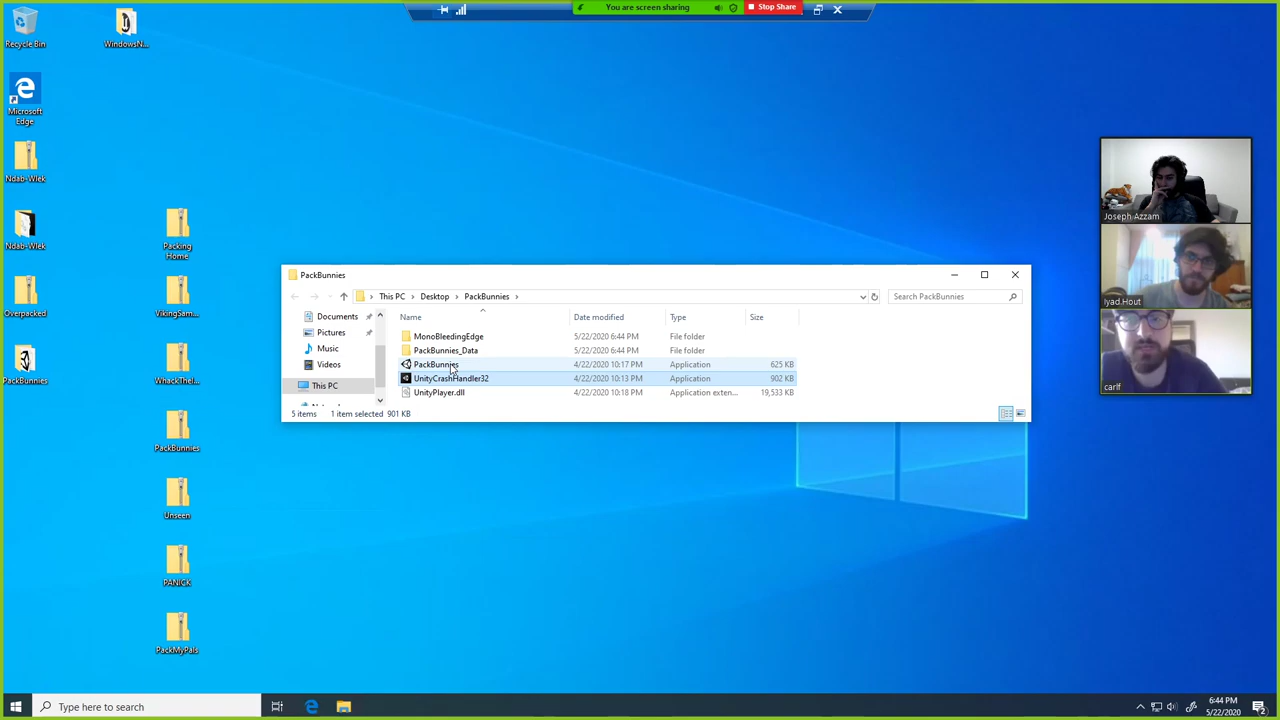 You are screen sharing
Stop Share
Recycle Bin
WindowsN...
Microsoft
Edge
Ndab-Wlek
Ndab-Wlek
Overpacked
PackBunnies
Packing
Home
VikingSam...
WhackTheI...
PackBunnies
Unseen
PANICK
PackMyPals
PackBunnies
This PC > Desktop > PackBunnies >
Search PackBunnies
Documents
Pictures
Music
Videos
This PC
Name Date modified Type Size
MonoBleedingEdge 5/22/2020 6:44 PM File folder
PackBunnies_Data 5/22/2020 6:44 PM File folder
PackBunnies 4/22/2020 10:17 PM Application 625 KB
UnityCrashHandler32 4/22/2020 10:13 PM Application 902 KB
UnityPlayer.dll 4/22/2020 10:18 PM Application exten... 19,533 KB
5 items 1 item selected 901 KB
Joseph Azzam
Iyad.Hout
carlf
Type here to search
6:44 PM
5/22/2020
2